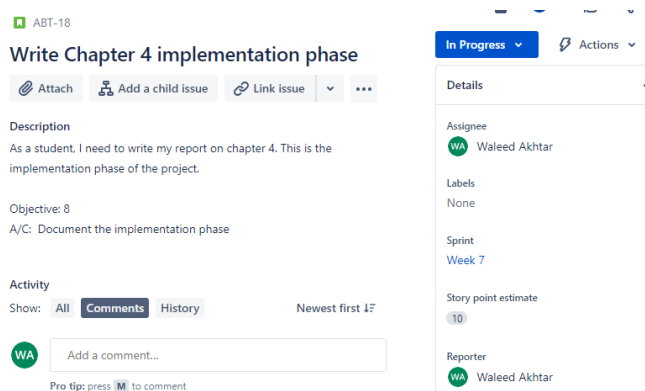 ABT-18
Write Chapter 4 implementation phase
Attach
Add a child issue
Link issue
Description
As a student, I need to write my report on chapter 4. This is the
implementation phase of the project.
Objective: 8
A/C: Document the implementation phase
Activity
Show: All Comments History Newest first
WA Add a comment...
Pro tip: press M to comment
In Progress
Actions
Details
Assignee
WA Waleed Akhtar
Labels
None
Sprint
Week 7
Story point estimate
10
Reporter
WA Waleed Akhtar